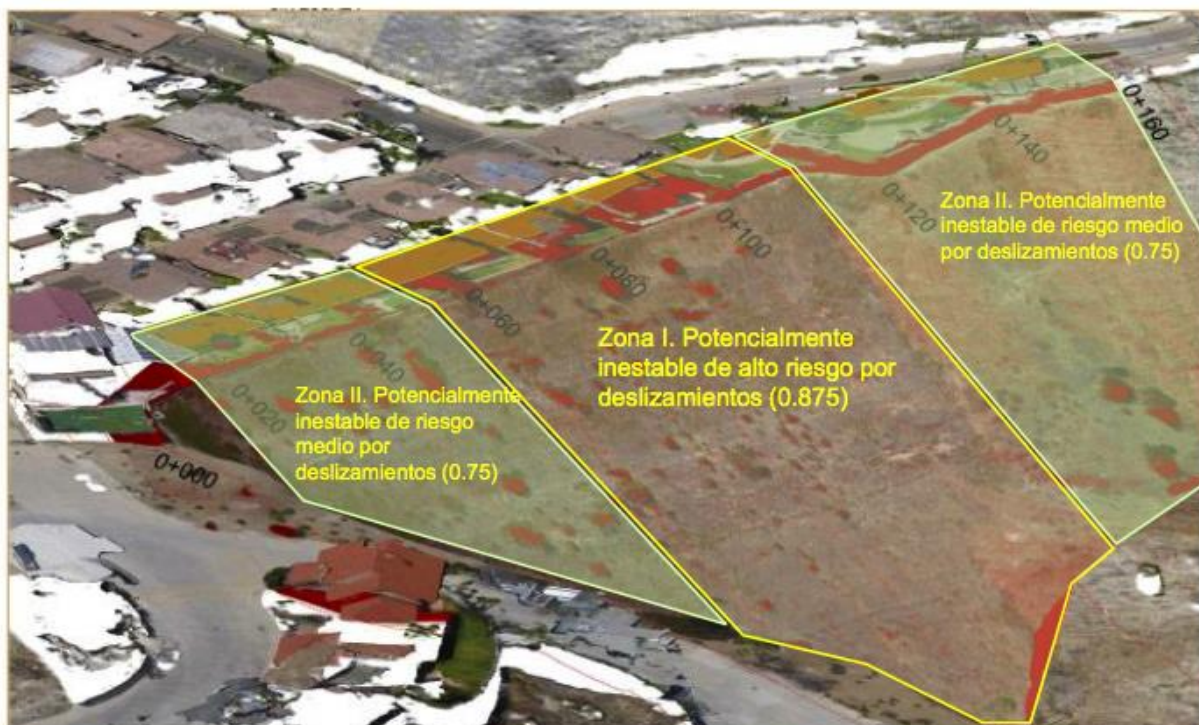 0+160
0+140
0+120
Zona II. Potencialmente
inestable de riesgo medio
por deslizamientos (0.75)
0+100
0+080
0+060
Zona I. Potencialmente
inestable de alto riesgo por
deslizamientos (0.875)
0+040
0+020
Zona II. Potencialmente
inestable de riesgo
medio por
deslizamientos (0.75)
0+000